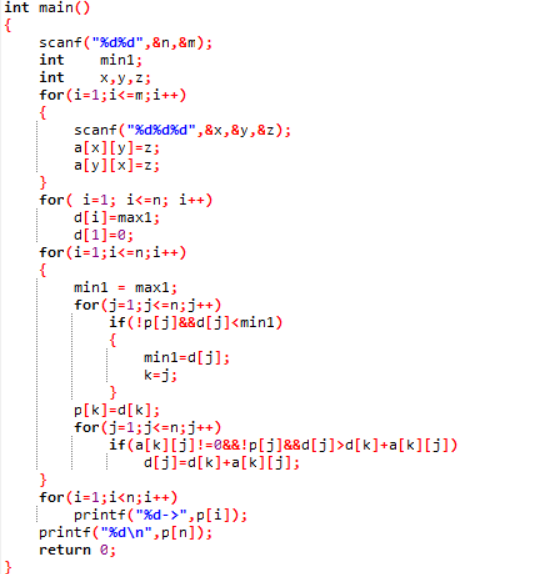 int main()
{
scanf("%d%d",&n,&m);
int    min1;
int    x,y,z;
for(i=1;i<=m;i++)
{
scanf("%d%d%d",&x,&y,&z);
a[x][y]=z;
a[y][x]=z;
}
for( i=1; i<=n; i++)
d[i]=max1;
d[1]=0;
for(i=1;i<=n;i++)
{
min1 = max1;
for(j=1;j<=n;j++)
if(!p[j]&&d[j]<min1)
{
min1=d[j];
k=j;
}
p[k]=d[k];
for(j=1;j<=n;j++)
if(a[k][j]!=0&&!p[j]&&d[j]>d[k]+a[k][j])
d[j]=d[k]+a[k][j];
}
for(i=1;i<n;i++)
printf("%d->",p[i]);
printf("%d\n",p[n]);
return 0;
}